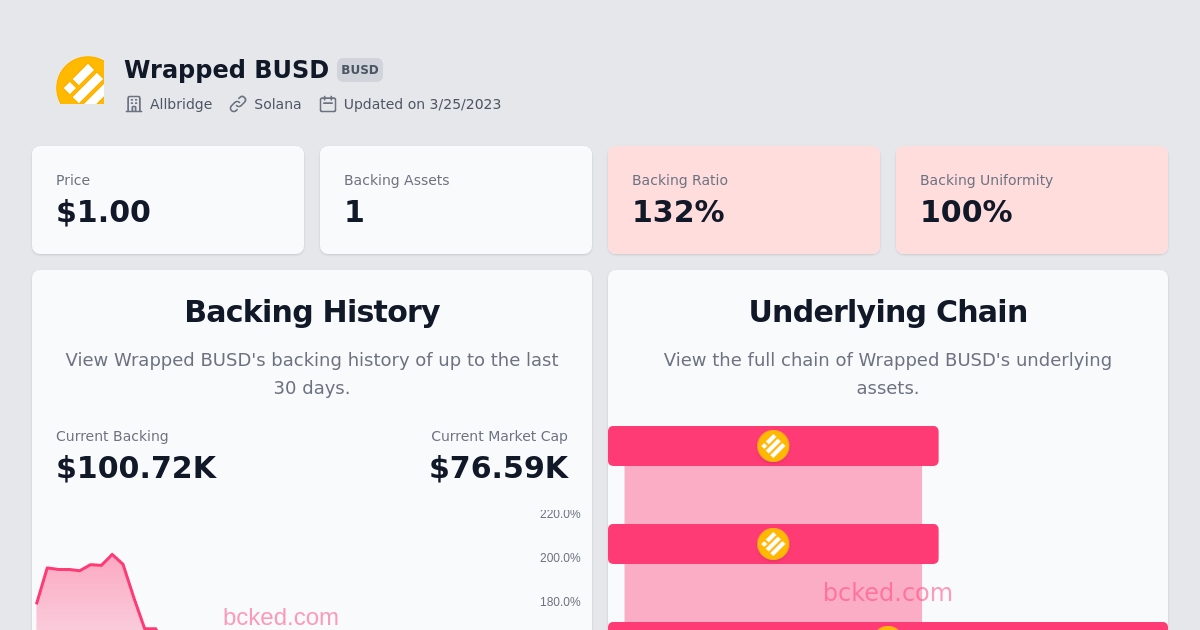 Wrapped BUSD BUSD
Allbridge Solana Updated on 3/25/2023
Price
$1.00
Backing Assets
1
Backing Ratio
132%
Backing Uniformity
100%
Backing History
View Wrapped BUSD's backing history of up to the last
30 days.
Current Backing
$100.72K
Current Market Cap
$76.59K
220.0%
200.0%
180.0%
bcked.com
Underlying Chain
View the full chain of Wrapped BUSD's underlying
assets.
bcked.com